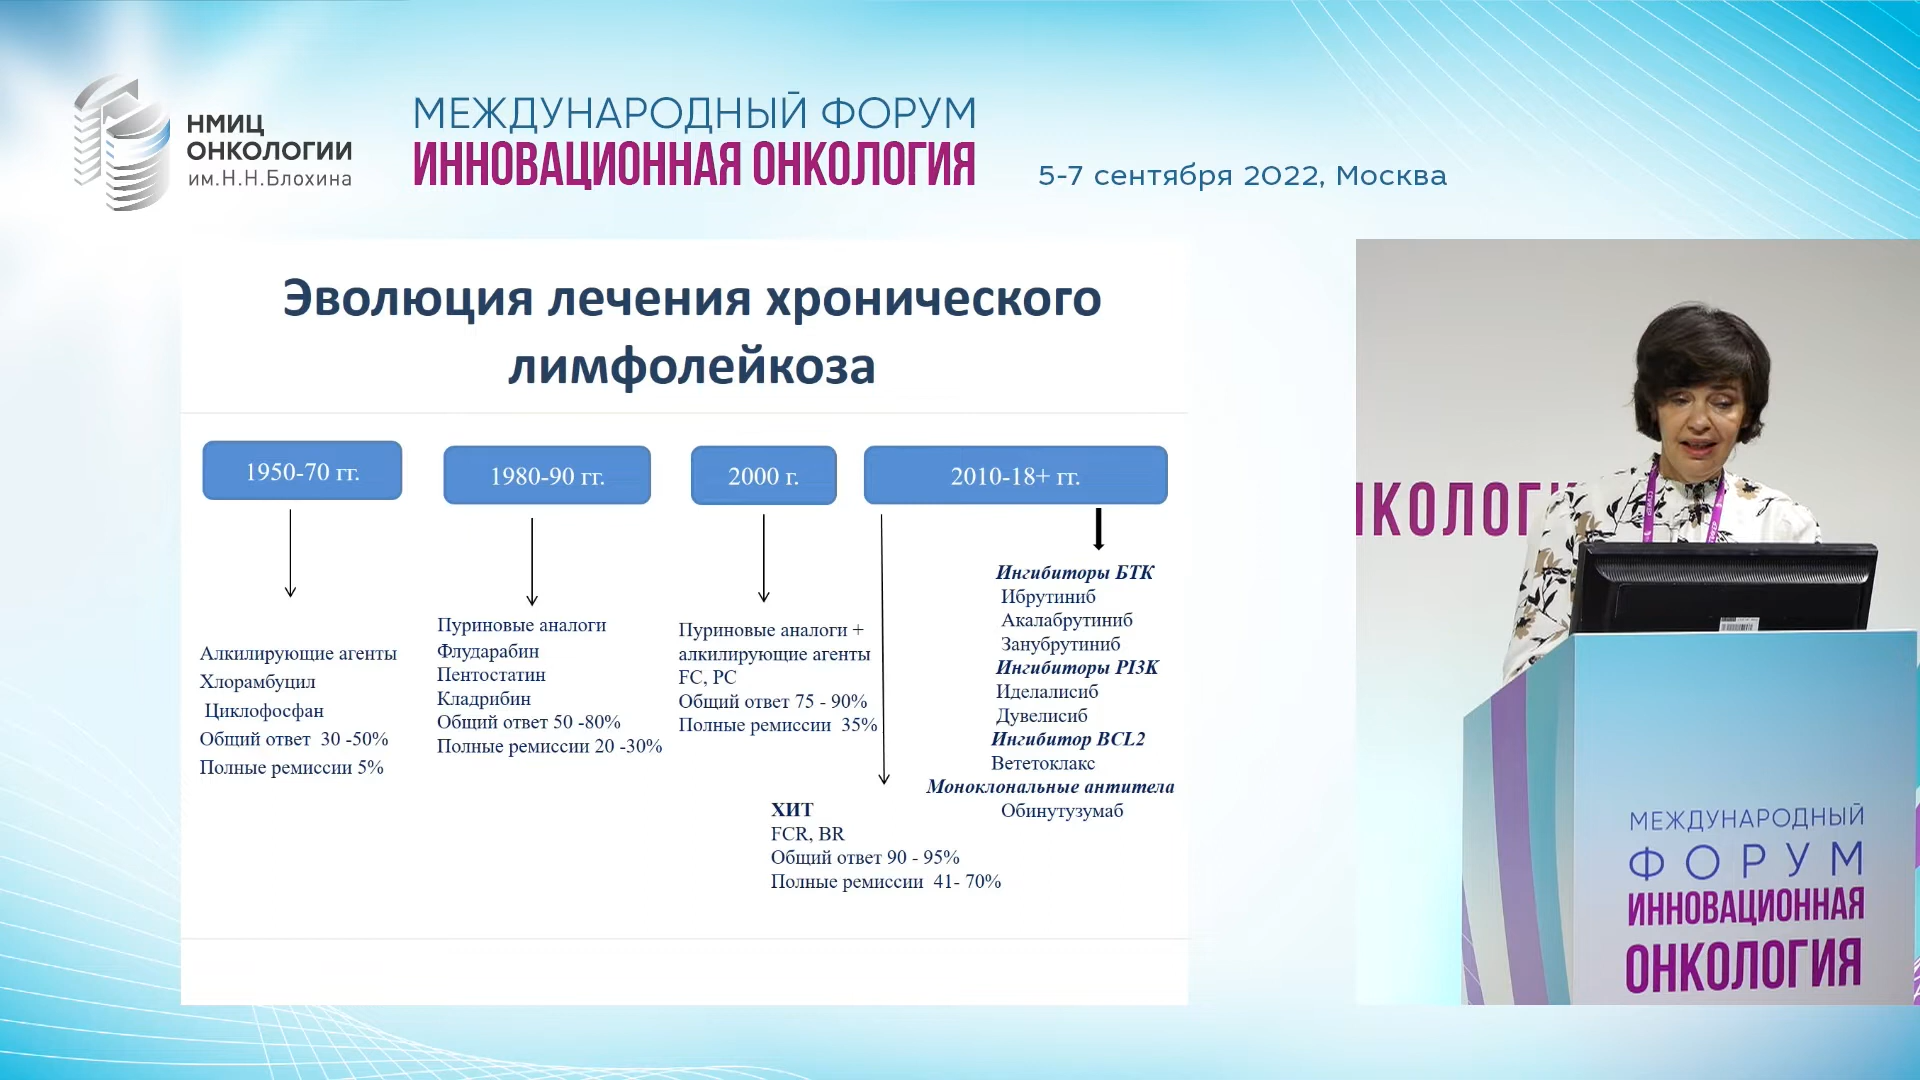 НМИЦ
ОНКОЛОГИИ
им.Н.Н.Блохина
МЕЖДУНАРОДНЫЙ ФОРУМ
ИННОВАЦИОННАЯ ОНКОЛОГИЯ
5-7 сентября 2022, Москва
Эволюция лечения хронического
лимфолейкоза
1950-70 гг.
Алкилирующие агенты
Хлорамбуцил
Циклофосфан
Общий ответ 30 -50%
Полные ремиссии 5%
1980-90 гг.
Пуриновые аналоги
Флударабин
Пентостатин
Кладрибин
Общий ответ 50 -80%
Полные ремиссии 20 -30%
2000 г.
Пуриновые аналоги +
алкилирующие агенты
FC, PC
Общий ответ 75 - 90%
Полные ремиссии 35%
2010-18+ гг.
ХИТ
FCR, BR
Общий ответ 90 - 95%
Полные ремиссии 41- 70%
Ингибиторы БТК
Ибрутиниб
Акалабрутиниб
Занубрутиниб
Ингибиторы PI3K
Иделалисиб
Дувелисиб
Ингибитор BCL2
Вететоклакс
Моноклональные антитела
Обинутузумаб
МЕЖДУНАРОДНЫЙ
ФОРУМ
ИННОВАЦИОННАЯ
ОНКОЛОГИЯ